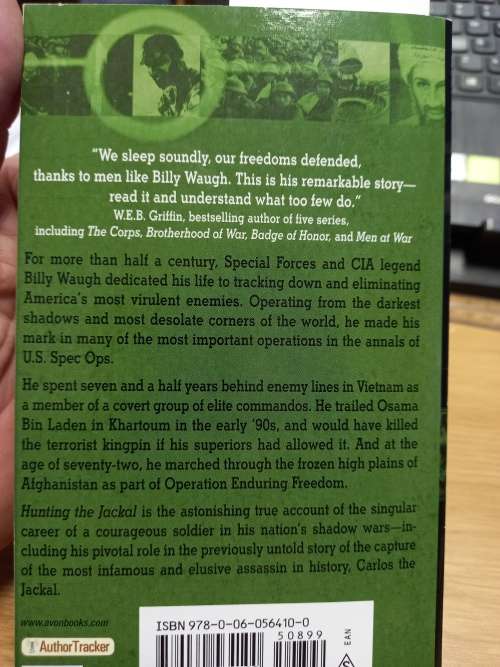 "We sleep soundly, our freedoms defended,
thanks to men like Billy Waugh. This is his remarkable story—
read it and understand what too few do."
W.E.B. Griffin, bestselling author of five series,
including The Corps, Brotherhood of War, Badge of Honor, and Men at War
For more than half a century, Special Forces and CIA legend
Billy Waugh dedicated his life to tracking down and eliminating
America's most virulent enemies. Operating from the darkest
shadows and most desolate corners of the world, he made his
mark in many of the most important operations in the annals of
U.S. Spec Ops.
He spent seven and a half years behind enemy lines in Vietnam as
a member of a covert group of elite commandos. He trailed Osama
Bin Laden in Khartoum in the early '90s, and would have killed
the terrorist kingpin if his superiors had allowed it. And at the
age of seventy-two, he marched through the frozen high plains of
Afghanistan as part of Operation Enduring Freedom.
Hunting the Jackal is the astonishing true account of the singular
career of a courageous soldier in his nation's shadow wars—in-
cluding his pivotal role in the previously untold story of the capture
of the most infamous and elusive assassin in history, Carlos the
Jackal.
www.avonbooks.com
AuthorTracker
ISBN 978-0-06-056410-0
50899
EAN